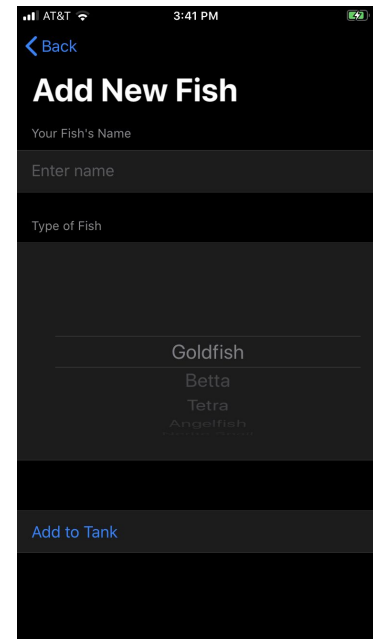 AT&T 3:41 PM
Back
Add New Fish
Your Fish's Name
Enter name
Type of Fish
Goldfish
Betta
Tetra
Angelfish
Add to Tank